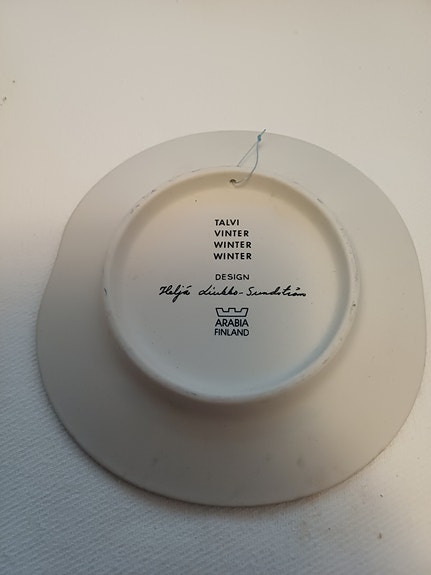 TALVI
VINTER
WINTER
WINTER
DESIGN
Heljä Liukko-Sundström
ARABIA
FINLAND